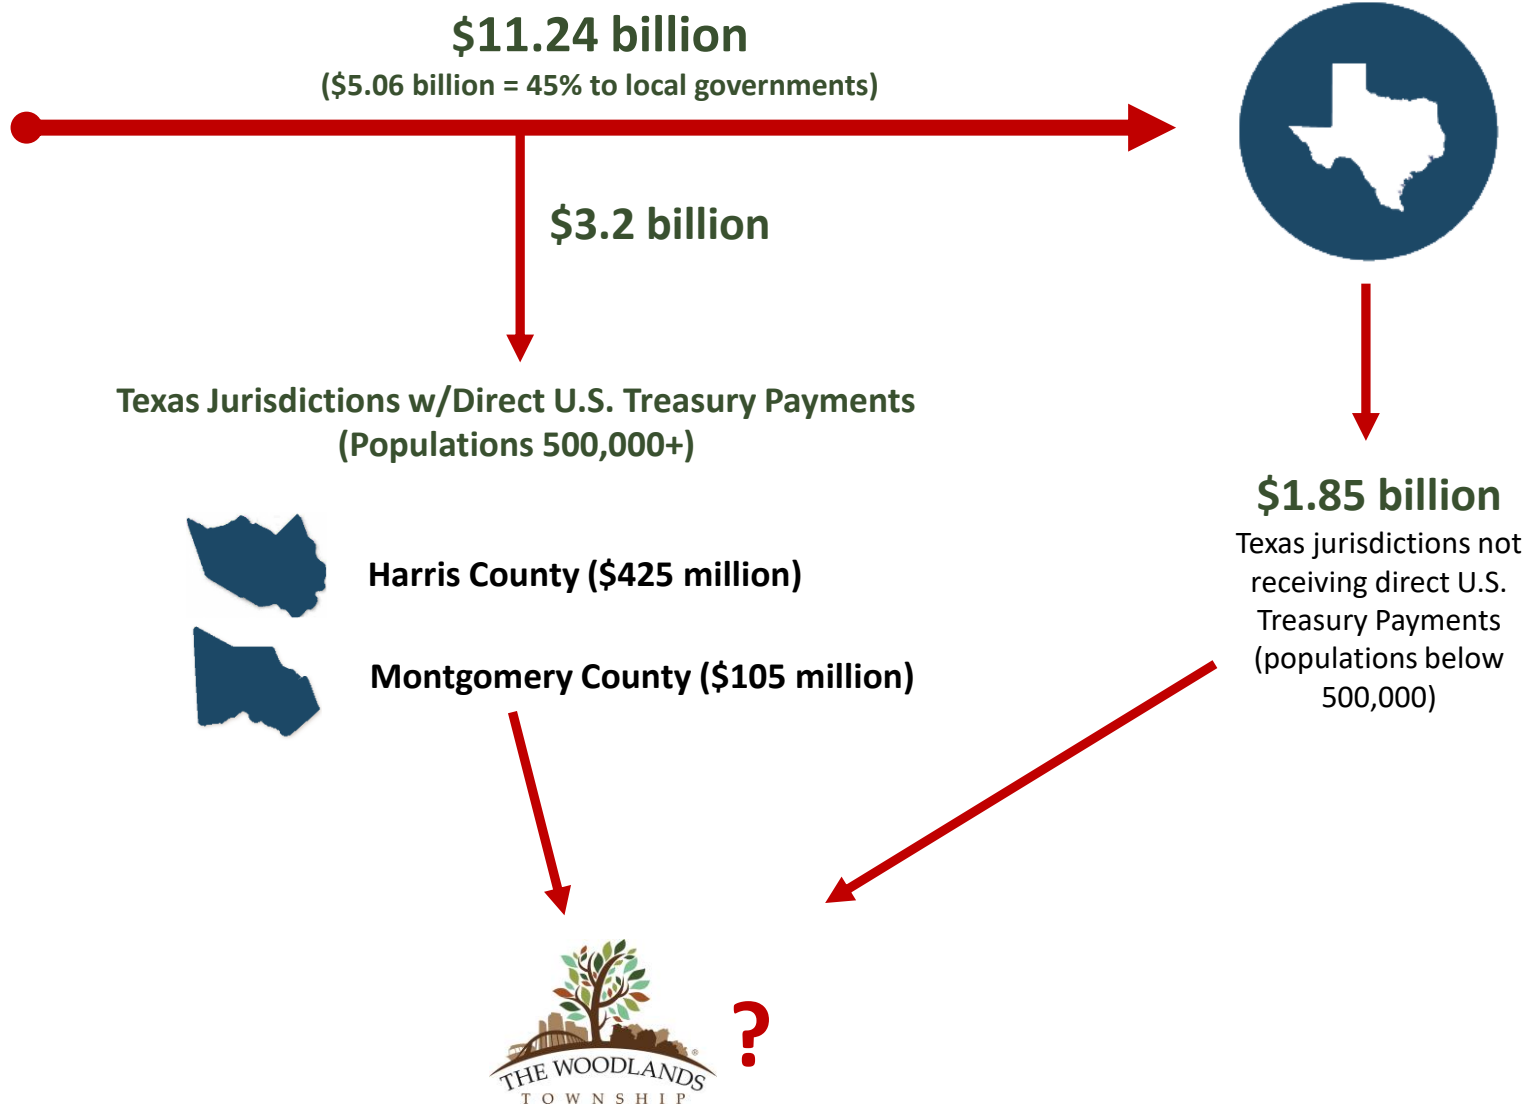 $11.24 billion
($5.06 billion = 45% to local governments)
$3.2 billion
Texas Jurisdictions w/Direct U.S. Treasury Payments
(Populations 500,000+)
Harris County ($425 million)
Montgomery County ($105 million)
$1.85 billion
Texas jurisdictions not
receiving direct U.S.
Treasury Payments
(populations below
500,000)
?
THE WOODLANDS®
TOWNSHIP